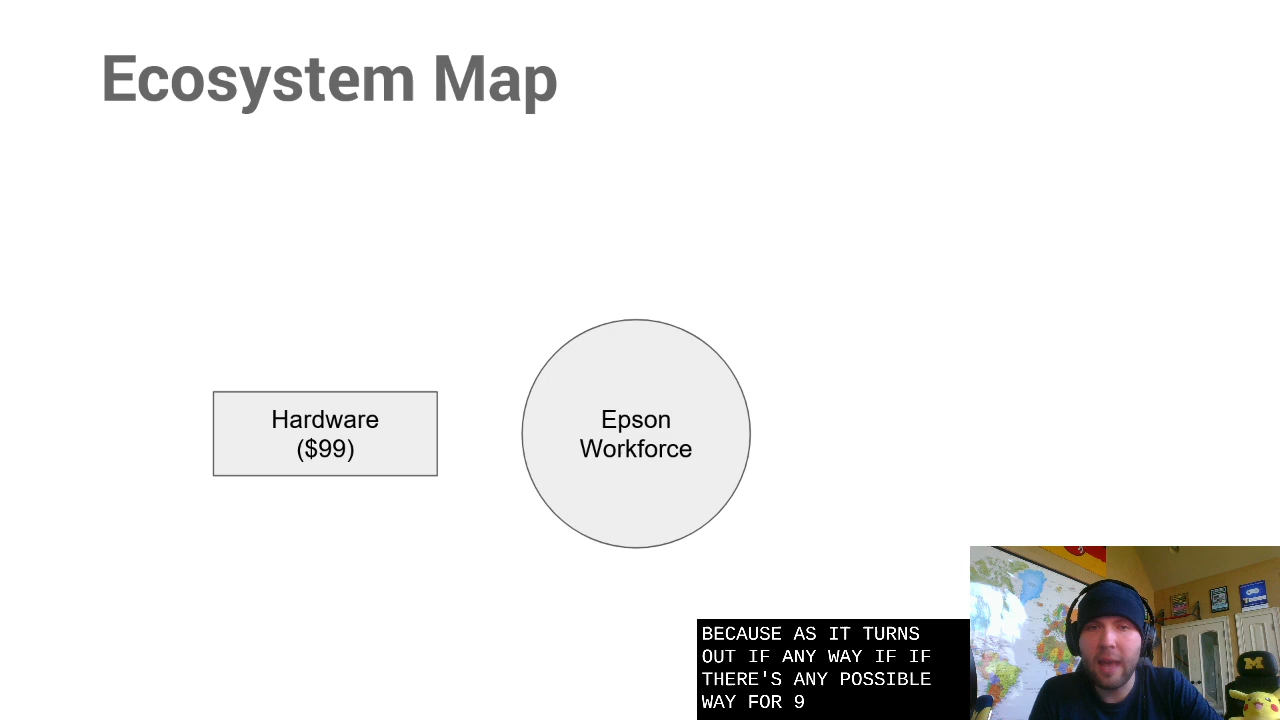 Ecosystem Map
Hardware
($99)
Epson
Workforce
BECAUSE AS IT TURNS
OUT IF ANY WAY IF IF
THERE'S ANY POSSIBLE
WAY FOR 9
M